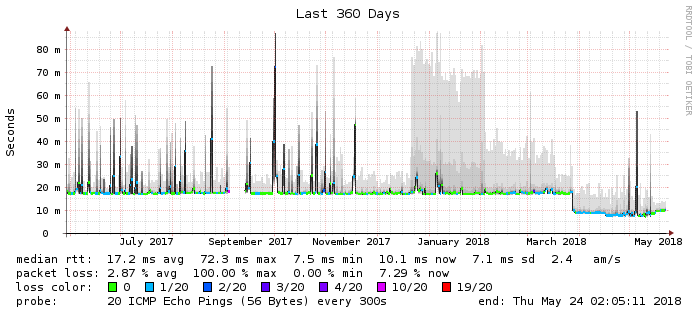 Last 360 Days
RRDTOOL / TOBI OETIKER
Seconds
80 m
70 m
60 m
50 m
40 m
30 m
20 m
10 m
0
July 2017 September 2017 November 2017 January 2018 March 2018 May 2018
median rtt: 17.2 ms avg 72.3 ms max 7.5 ms min 10.1 ms now 7.1 ms sd 2.4 am/s
packet loss: 2.87 % avg 100.00 % max 0.00 % min 7.29 % now
loss color: 0 1/20 2/20 3/20 4/20 10/20 19/20
probe: 20 ICMP Echo Pings (56 Bytes) every 300s end: Thu May 24 02:05:11 2018